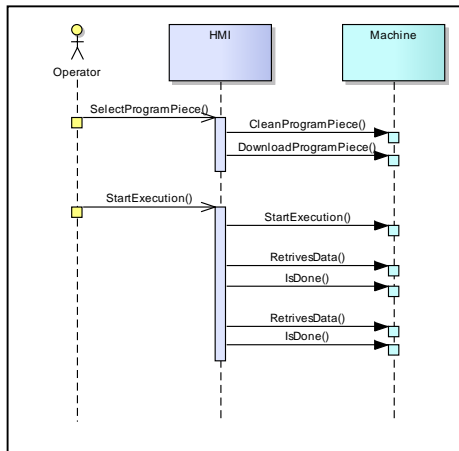 HMI
Machine
Operator
SelectProgramPiece()
CleanProgramPiece()
DownloadProgramPiece()
StartExecution()
StartExecution()
RetrivesData()
IsDone()
RetrivesData()
IsDone()